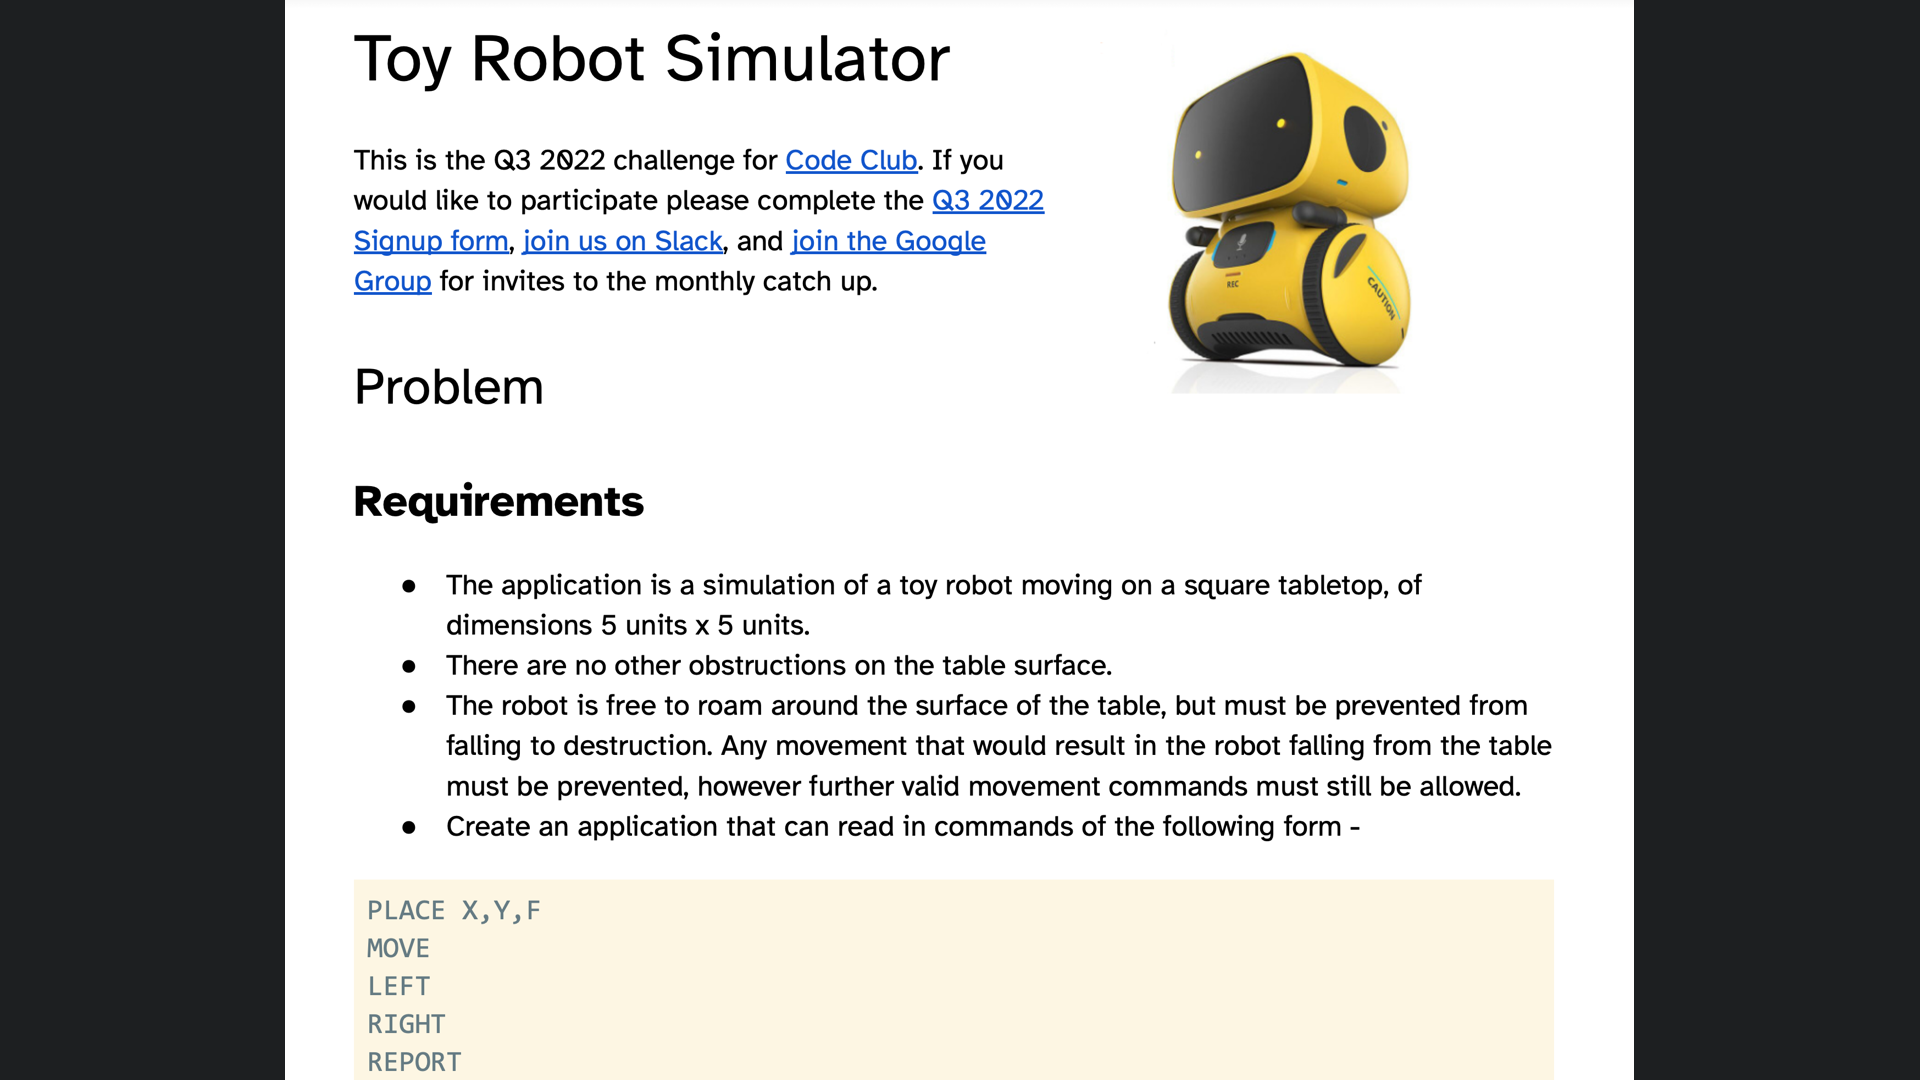 Toy Robot Simulator
This is the Q3 2022 challenge for Code Club. If you
would like to participate please complete the Q3 2022
Signup form, join us on Slack, and join the Google
Group for invites to the monthly catch up.
REC
CAUTION
Problem
Requirements
● The application is a simulation of a toy robot moving on a square tabletop, of
dimensions 5 units x 5 units.
● There are no other obstructions on the table surface.
● The robot is free to roam around the surface of the table, but must be prevented from
falling to destruction. Any movement that would result in the robot falling from the table
must be prevented, however further valid movement commands must still be allowed.
● Create an application that can read in commands of the following form -
PLACE X,Y,F
MOVE
LEFT
RIGHT
REPORT